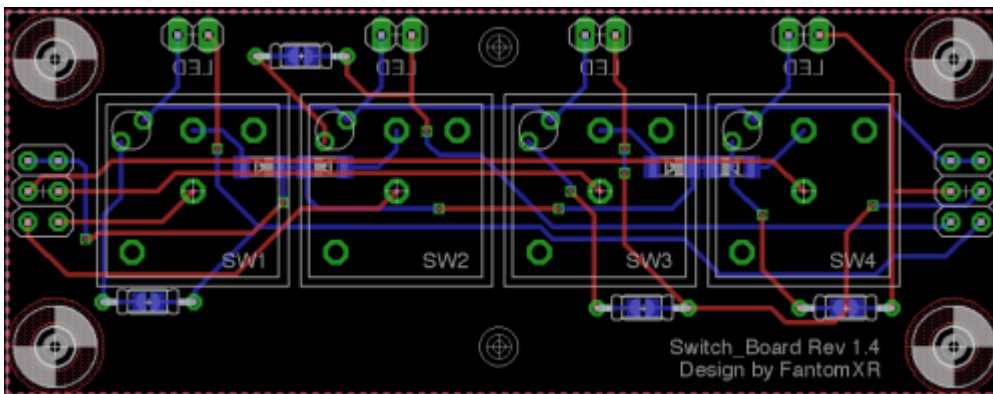 LED
LED
LED
LED
SW1
SW2
SW3
SW4
Switch_Board Rev 1.4
Design by FantomXR